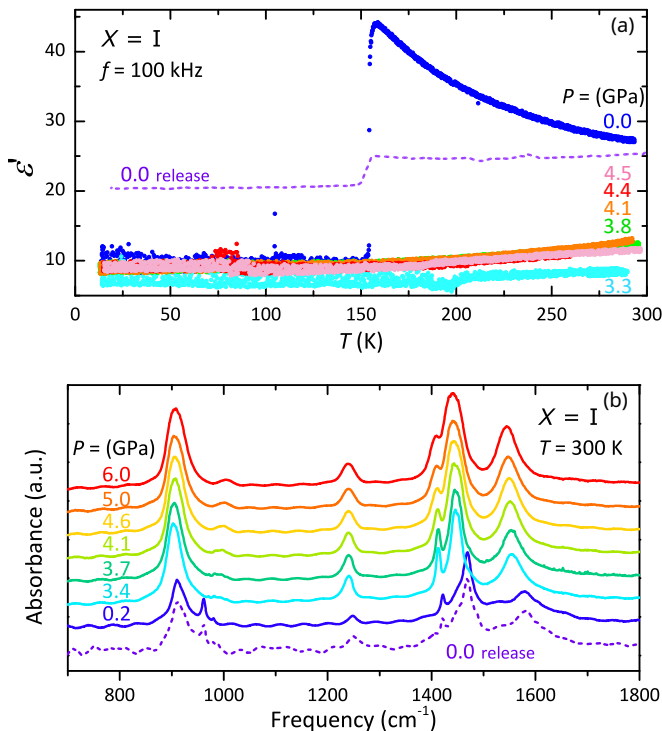 (a)
X = I
f = 100 kHz
P = (GPa)
0.0
0.0 release
4.5
4.4
4.1
3.8
3.3
ε'
40
30
20
10
0
50
100
150
200
250
300
T (K)
(b)
X = I
T = 300 K
P = (GPa)
6.0
5.0
4.6
4.1
3.7
3.4
0.2
0.0 release
Absorbance (a.u.)
800
1000
1200
1400
1600
1800
Frequency (cm⁻¹)